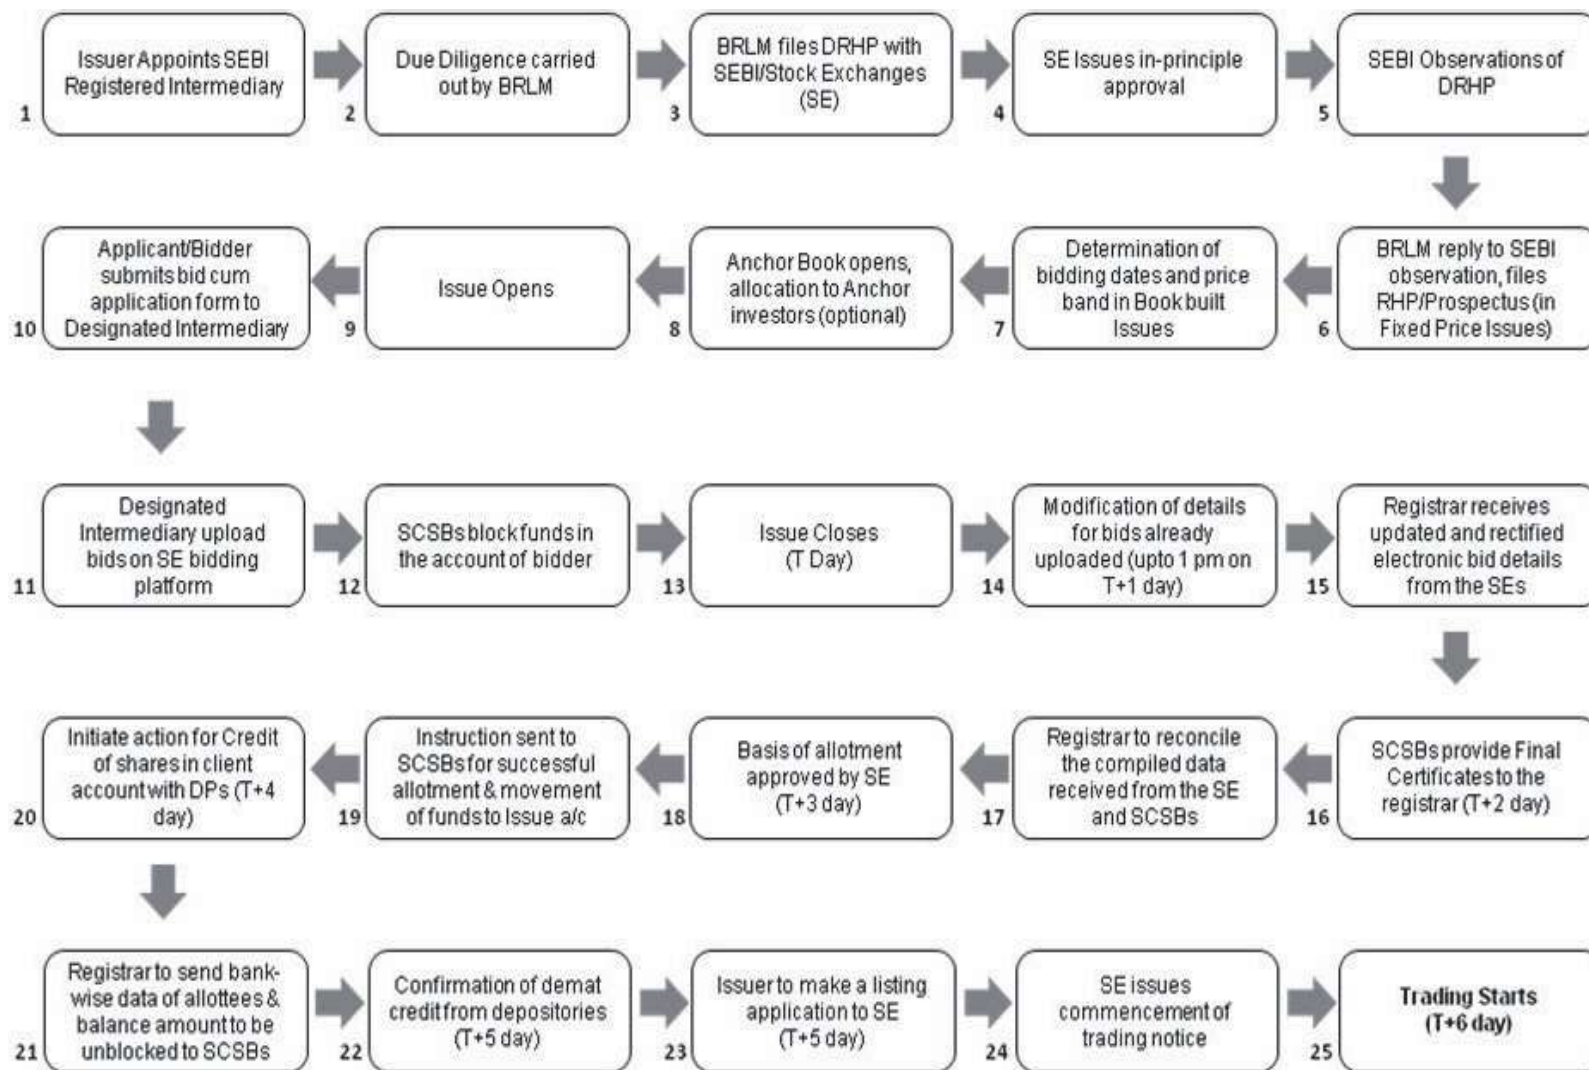 Issuer Appoints SEBI
Registered Intermediary
1
Due Diligence carried
out by BRLM
2
BRLM files DRHP with
SEBI/Stock Exchanges
(SE)
3
SE Issues in-principle
approval
4
SEBI Observations of
DRHP
5
BRLM reply to SEBI
observation, files
RHP/Prospectus (in
Fixed Price Issues)
6
Determination of
bidding dates and price
band in Book built
Issues
7
Anchor Book opens,
allocation to Anchor
investors (optional)
8
Issue Opens
9
Applicant/Bidder
submits bid cum
application form to
Designated Intermediary
10
Designated
Intermediary upload
bids on SE bidding
platform
11
SCSBs block funds in
the account of bidder
12
Issue Closes
(T Day)
13
Modification of details
for bids already
uploaded (upto 1 pm on
T+1 day)
14
Registrar receives
updated and rectified
electronic bid details
from the SEs
15
SCSBs provide Final
Certificates to the
registrar (T+2 day)
16
Registrar to reconcile
the compiled data
received from the SE
and SCSBs
17
Basis of allotment
approved by SE
(T+3 day)
18
Instruction sent to
SCSBs for successful
allotment & movement
of funds to Issue a/c
19
Initiate action for Credit
of shares in client
account with DPs (T+4
day)
20
Registrar to send bank-
wise data of allottees &
balance amount to be
unblocked to SCSBs
21
Confirmation of demat
credit from depositories
(T+5 day)
22
Issuer to make a listing
application to SE
(T+5 day)
23
SE issues
commencement of
trading notice
24
Trading Starts
(T+6 day)
25